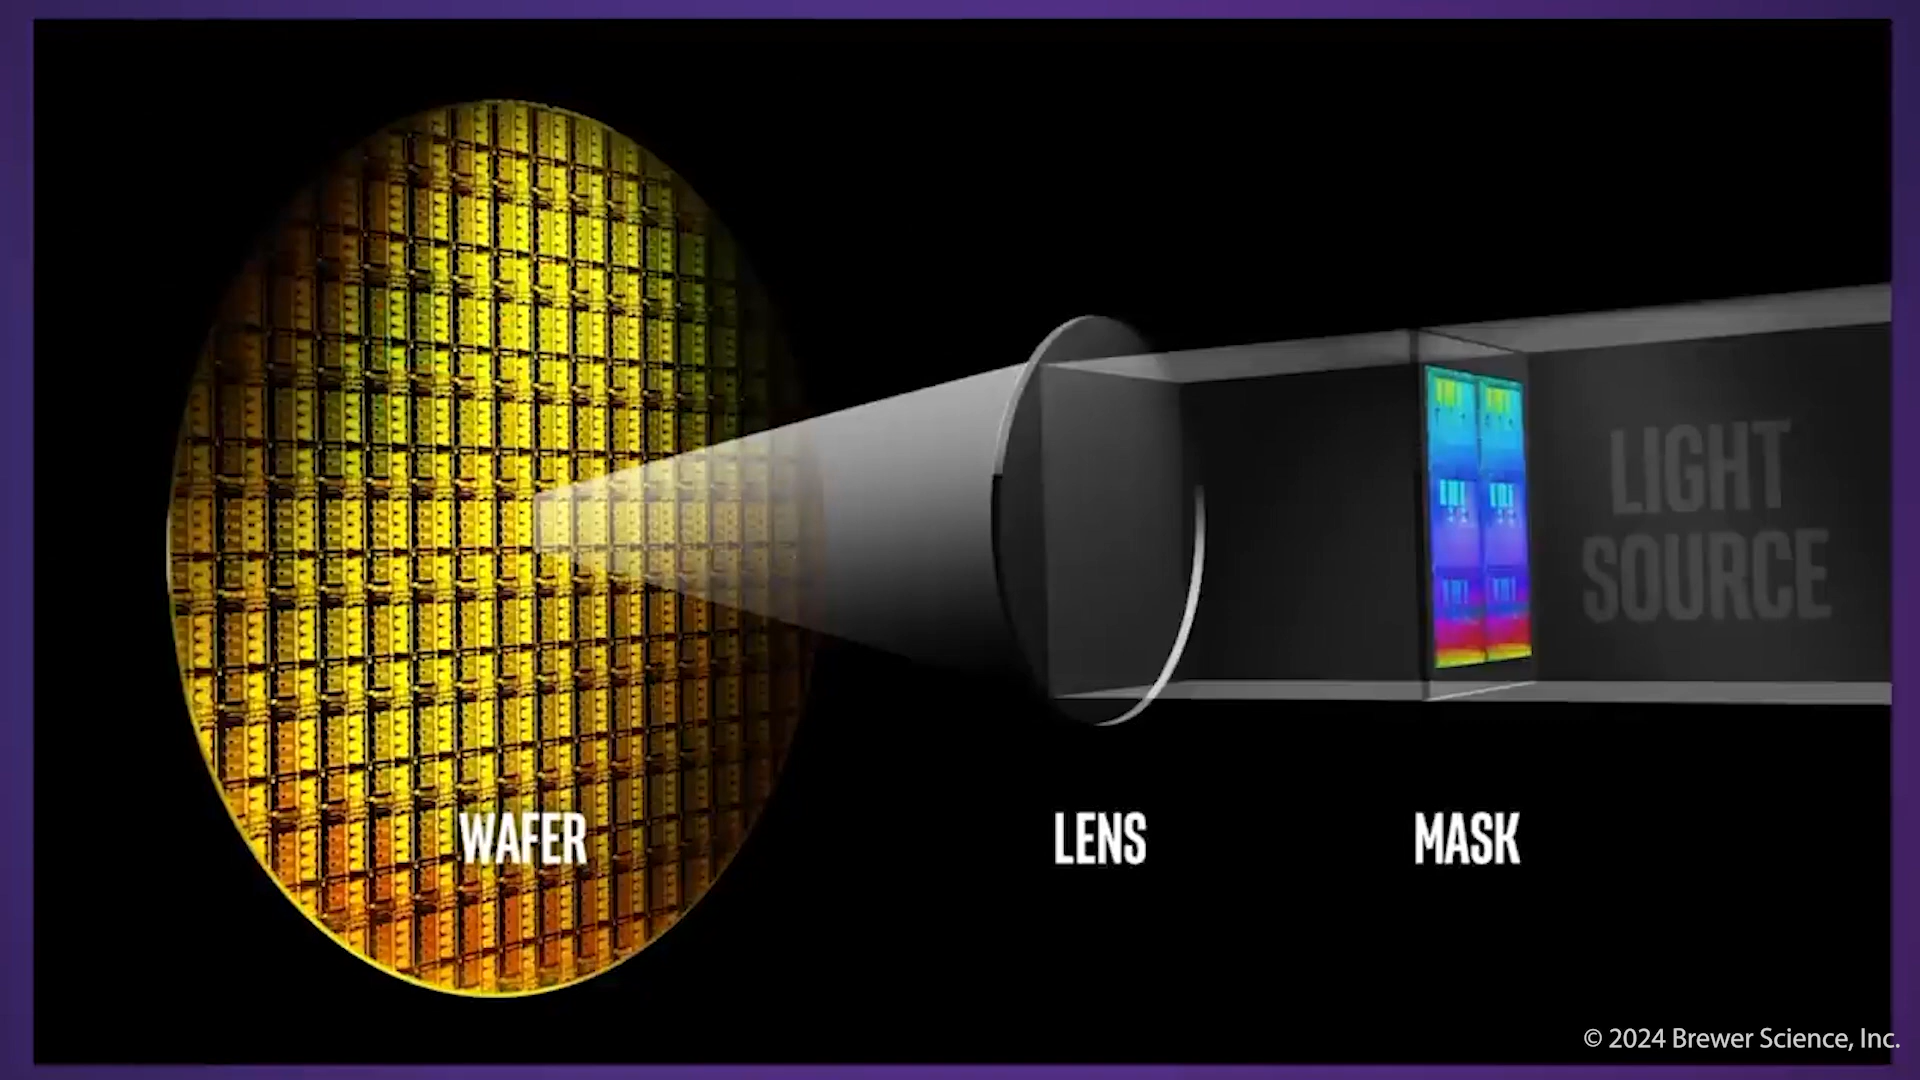 LIGHT
SOURCE
WAFER
LENS
MASK
© 2024 Brewer Science, Inc.